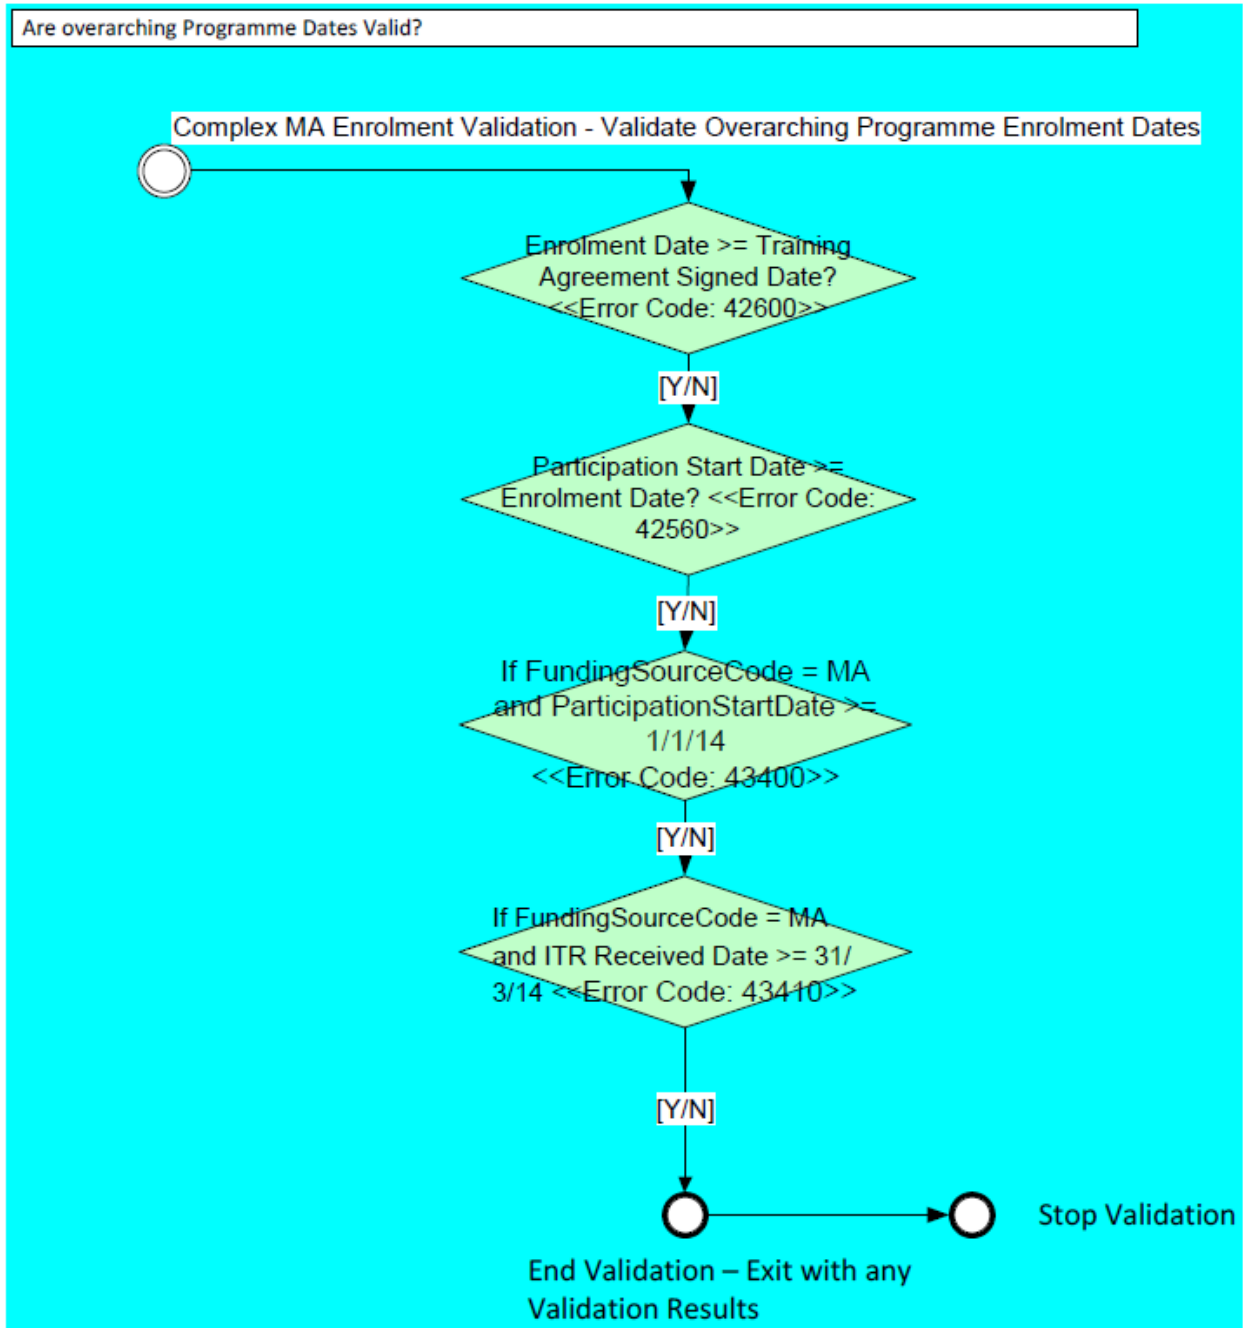 Are overarching Programme Dates Valid?
Complex MA Enrolment Validation - Validate Overarching Programme Enrolment Dates
Enrolment Date >= Training
Agreement Signed Date?
<<Error Code: 42600>>
[Y/N]
Participation Start Date >=
Enrolment Date? <<Error Code:
42560>>
[Y/N]
If FundingSourceCode = MA
and ParticipationStartDate >=
1/1/14
<<Error Code: 43400>>
[Y/N]
If FundingSourceCode = MA
and ITR Received Date >= 31/
3/14 <<Error Code: 43410>>
[Y/N]
Stop Validation
End Validation – Exit with any
Validation Results